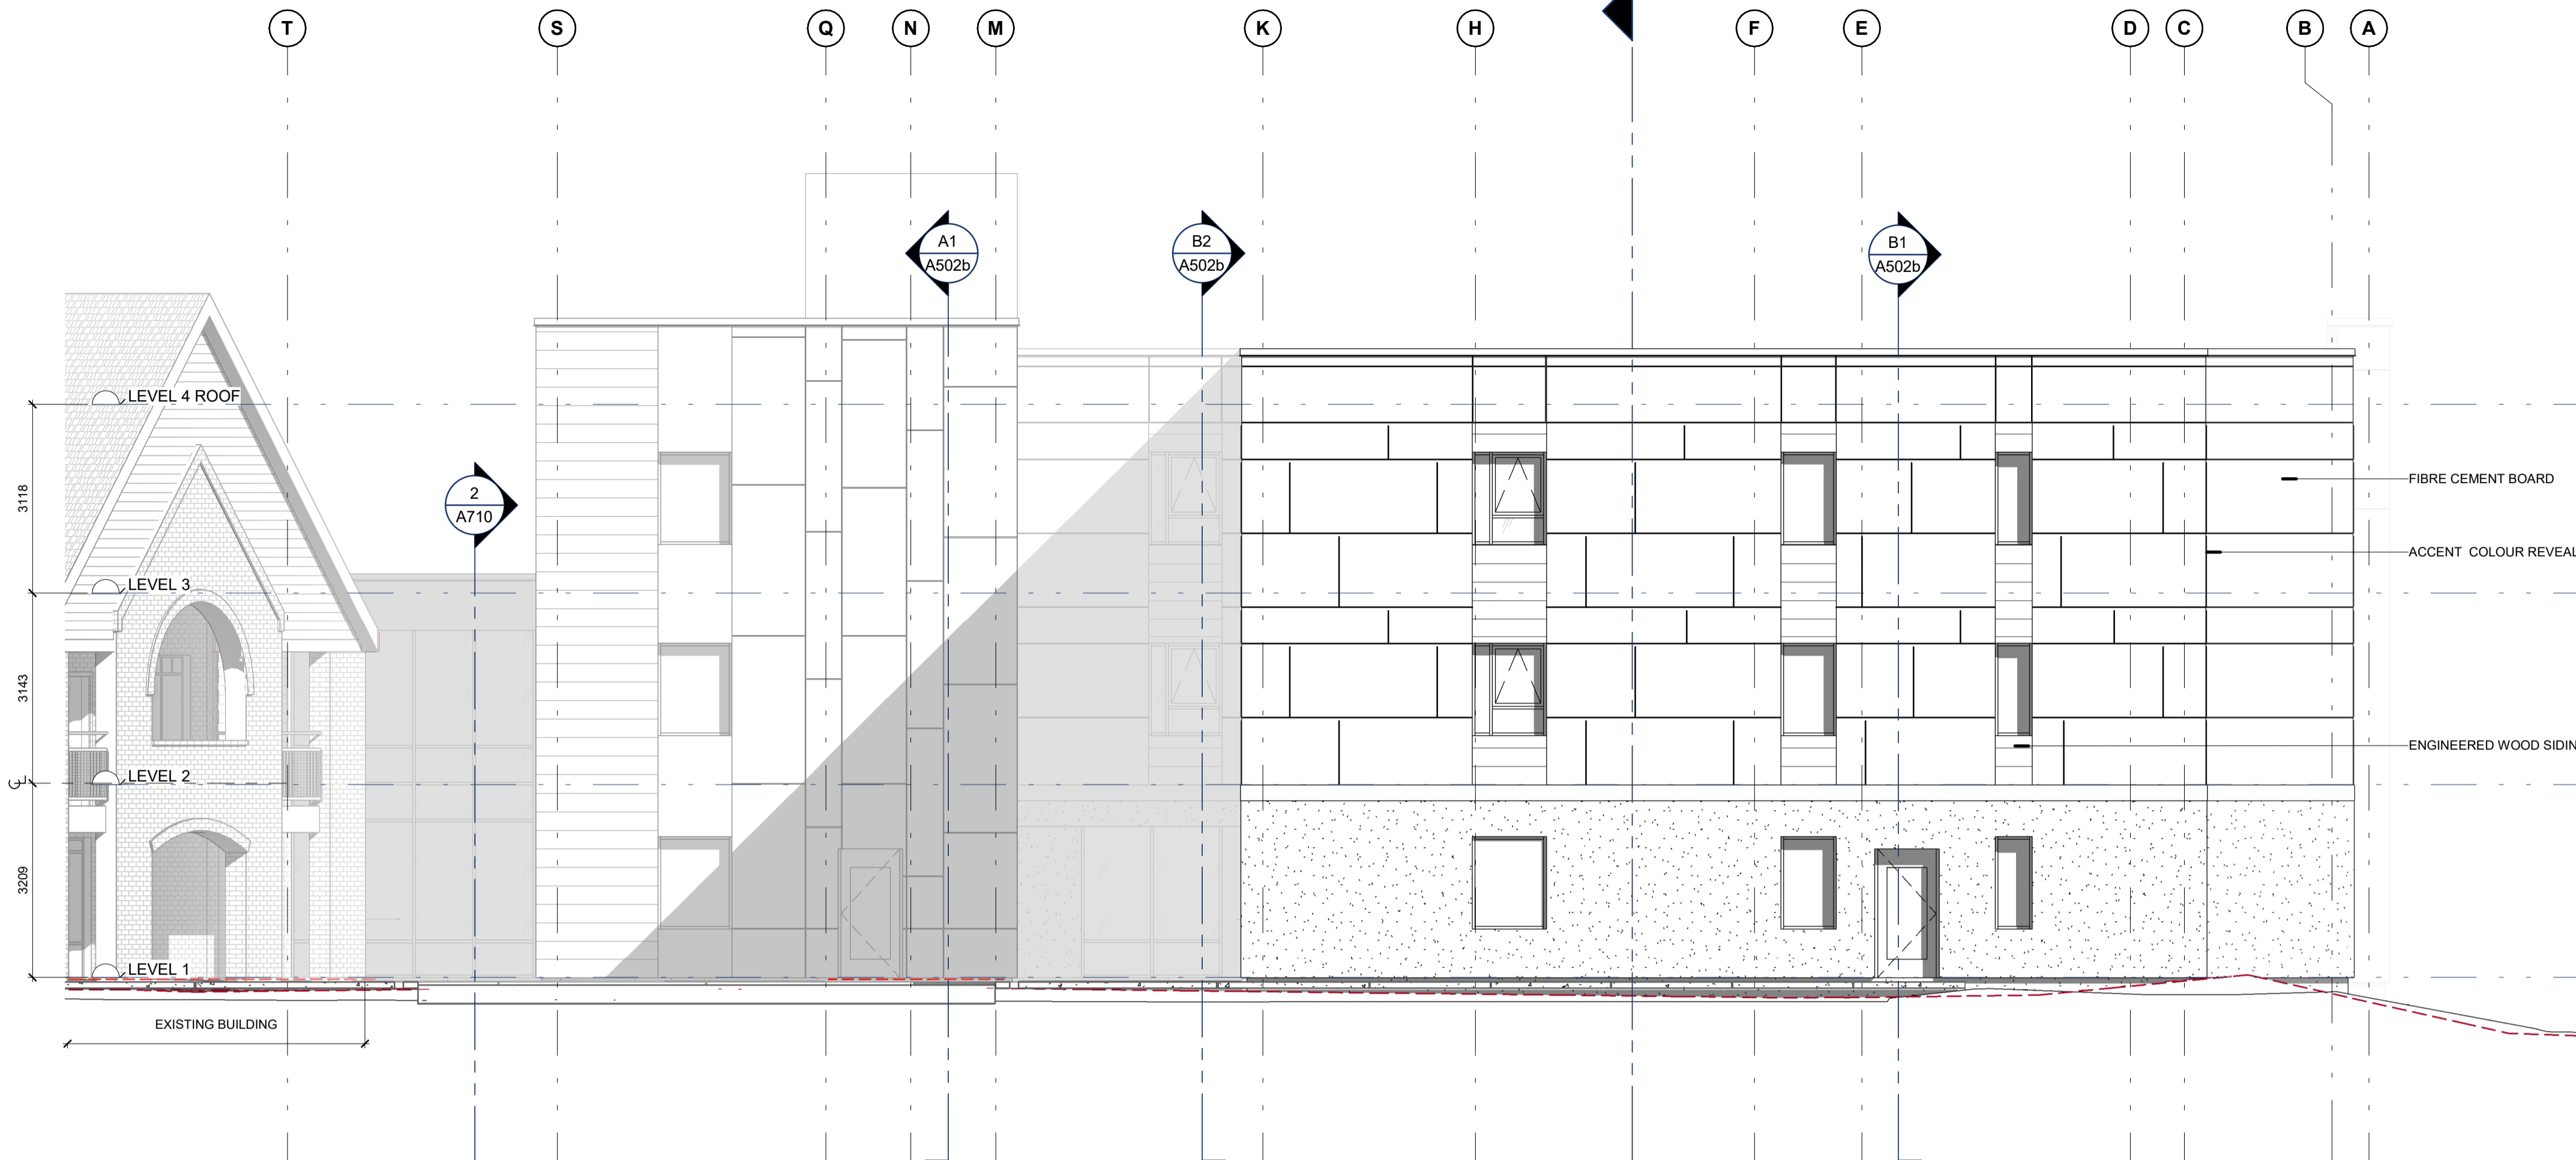 T
S
Q
N
M
K
H
F
E
D
C
B
A
A1
A502b
B2
A502b
B1
A502b
LEVEL 4 ROOF
2
A710
3118
FIBRE CEMENT BOARD
ACCENT COLOUR REVEAL
LEVEL 3
3143
ENGINEERED WOOD SIDIN
LEVEL 2
3209
LEVEL 1
EXISTING BUILDING